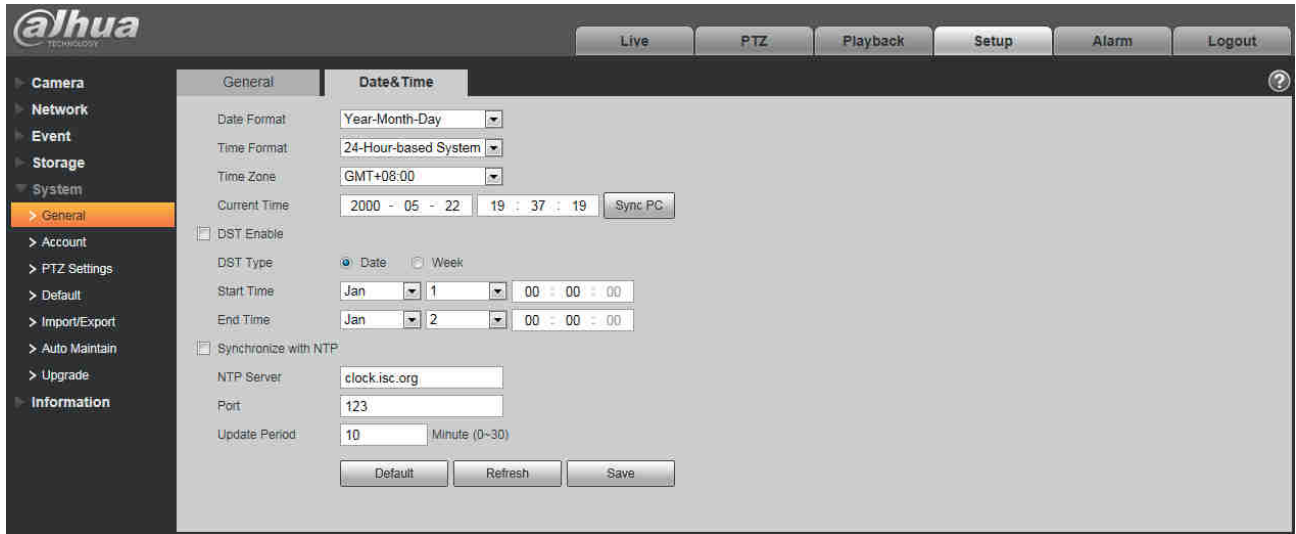 alhua
TECHNOLOGY
Live PTZ Playback Setup Alarm Logout
Camera
Network
Event
Storage
System
> General
> Account
> PTZ Settings
> Default
> Import/Export
> Auto Maintain
> Upgrade
Information
General Date&Time
?
Date Format Year-Month-Day
Time Format 24-Hour-based System
Time Zone GMT+08:00
Current Time 2000 - 05 - 22 19 : 37 : 19 Sync PC
DST Enable
DST Type Date Week
Start Time Jan 1 00 : 00 : 00
End Time Jan 2 00 : 00 : 00
Synchronize with NTP
NTP Server clock.isc.org
Port 123
Update Period 10 Minute (0~30)
Default Refresh Save